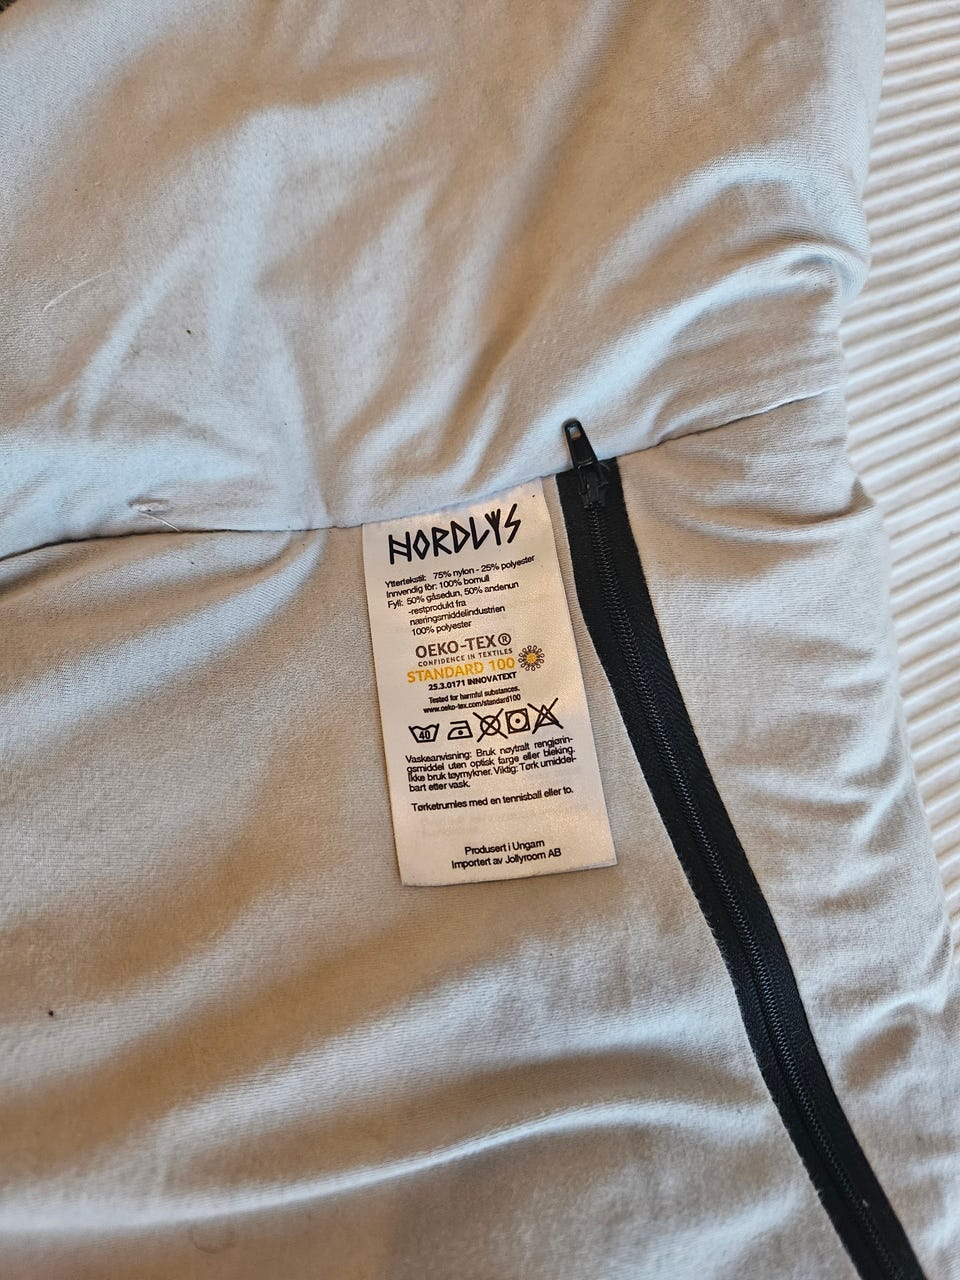 NORDLYS
Yttertekstil: 75% nylon - 25% polyester
Innvendig fôr: 100% bomull
Fyll: 50% gåsedun, 50% andenun
-restprodukt fra
næringsmiddelindustrien
100% polyester
OEKO-TEX®
CONFIDENCE IN TEXTILES
STANDARD 100
25.3.0171 INNOVATEXT
Tested for harmful substances.
www.oeko-tex.com/standard100
40
Vaskeanvisning: Bruk nøytralt rengjørin-
gsmiddel uten optisk farge eller bleking.
Ikke bruk tøymykner. Viktig: Tørk umiddel-
bart etter vask.
Tørketrumles med en tennisball eller to.
Produsert i Ungarn
Importert av Jollyroom AB